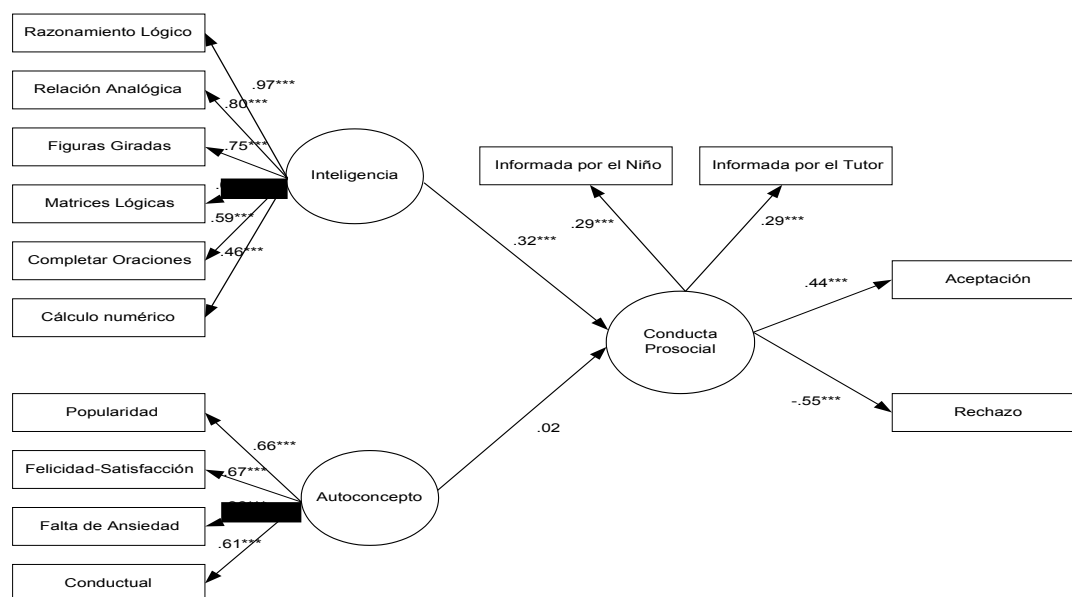 Razonamiento Lógico
.97***
Relación Analógica
.80***
Figuras Giradas
.75***
Inteligencia
Matrices Lógicas
.59***
Completar Oraciones
.46***
Cálculo numérico
Informada por el Niño
Informada por el Tutor
.29***
.29***
.32***
.44***
Aceptación
Conducta
Prosocial
-.55***
Rechazo
.02
Popularidad
.66***
Felicidad-Satisfacción
.67***
Autoconcepto
Falta de Ansiedad
.61***
Conductual